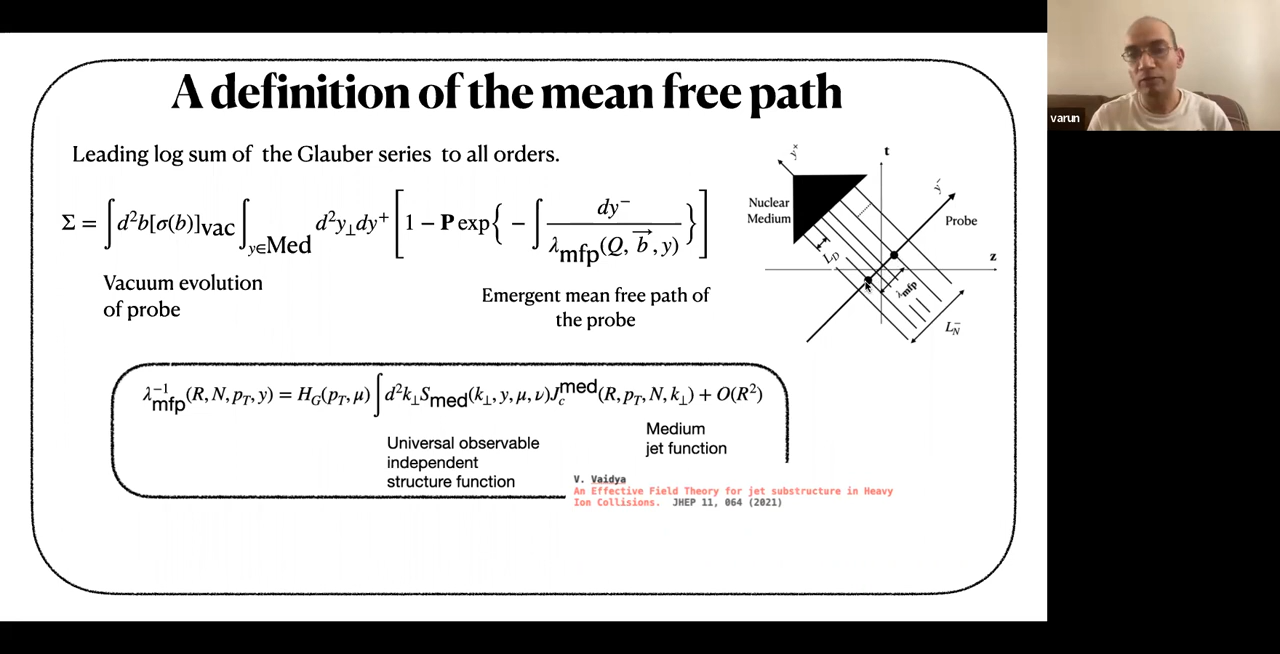 A definition of the mean free path
Leading log sum of the Glauber series to all orders.
Σ = ∫ d²b[σ(b)]vac ∫y∈Med d²y⊥dy⁺ [1 − P exp{ − ∫ dy⁻ / λmfp(Q, b⃗, y) }]
Vacuum evolution
of probe
Emergent mean free path of
the probe
λ⁻¹mfp(R, N, pT, y) = HG(pT, μ) ∫ d²k⊥Smed(k⊥, y, μ, ν)Jcmed(R, pT, N, k⊥) + O(R²)
Universal observable
independent
structure function
Medium
jet function
V. Vaidya
An Effective Field Theory for jet substructure in Heavy
Ion Collisions. JHEP 11, 064 (2021)
y⁺
t
y⁻
Nuclear
Medium
Probe
LD
z
λmfp
L⁻N
varun